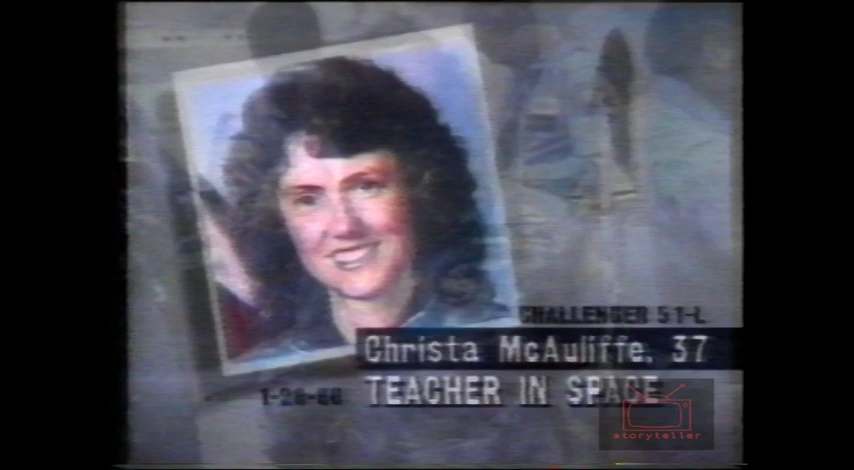 CHALLENGER 51-L
Christa McAuliffe, 37
1-28-86 TEACHER IN SPACE
storyteller